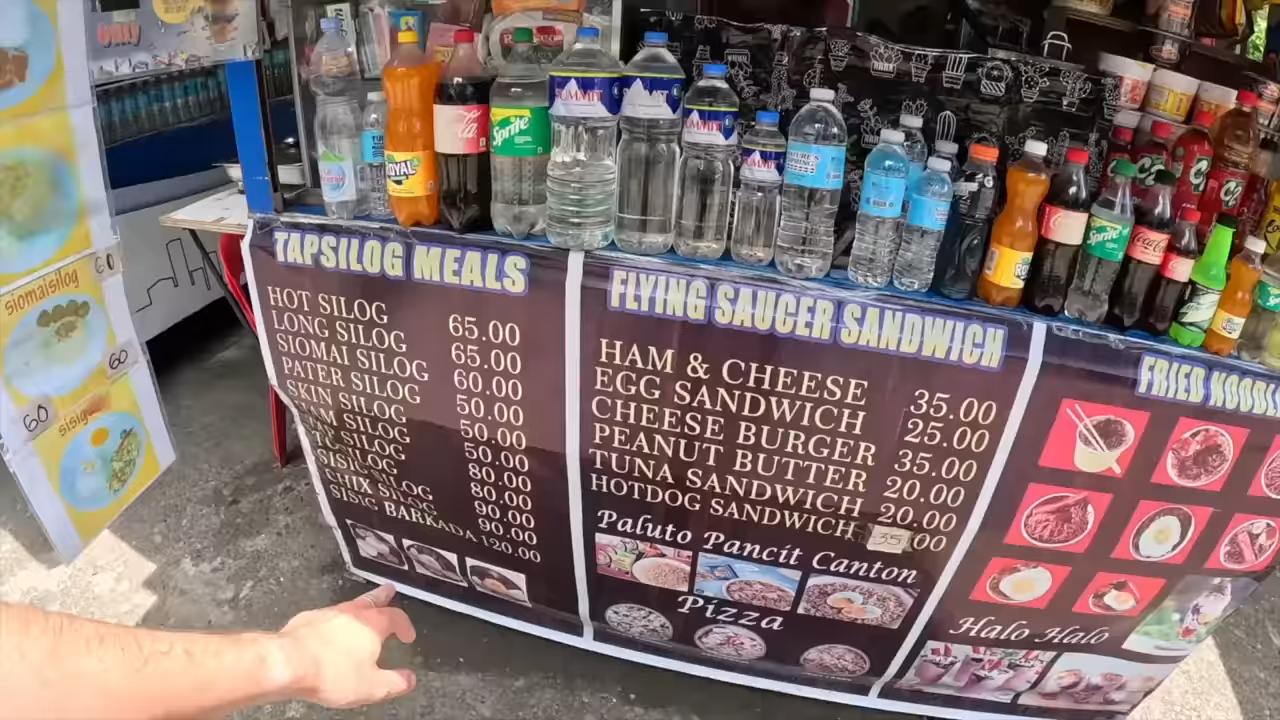 TAPSILOG MEALS
HOT SILOG
LONG SILOG
SIOMAI SILOG
PATER SILOG
SKIN SILOG
SILOG
SILOG
SISIG SILOG
CHIX SILOG
SISIG BARKADA 120.00
65.00
65.00
60.00
50.00
50.00
50.00
80.00
80.00
90.00
90.00
FLYING SAUCER SANDWICH
HAM & CHEESE 35.00
EGG SANDWICH 25.00
CHEESE BURGER 35.00
PEANUT BUTTER 20.00
TUNA SANDWICH 20.00
HOTDOG SANDWICH 35.00
Paluto Pancit Canton
Pizza
FRIED NOODL
Halo Halo
siomaisilog
60
60
60
sisig
ROYAL
Sprite
SUMMIT
SUMMIT
SUMMIT
NATURE'S
SPRING
Sprite
Coca-Cola